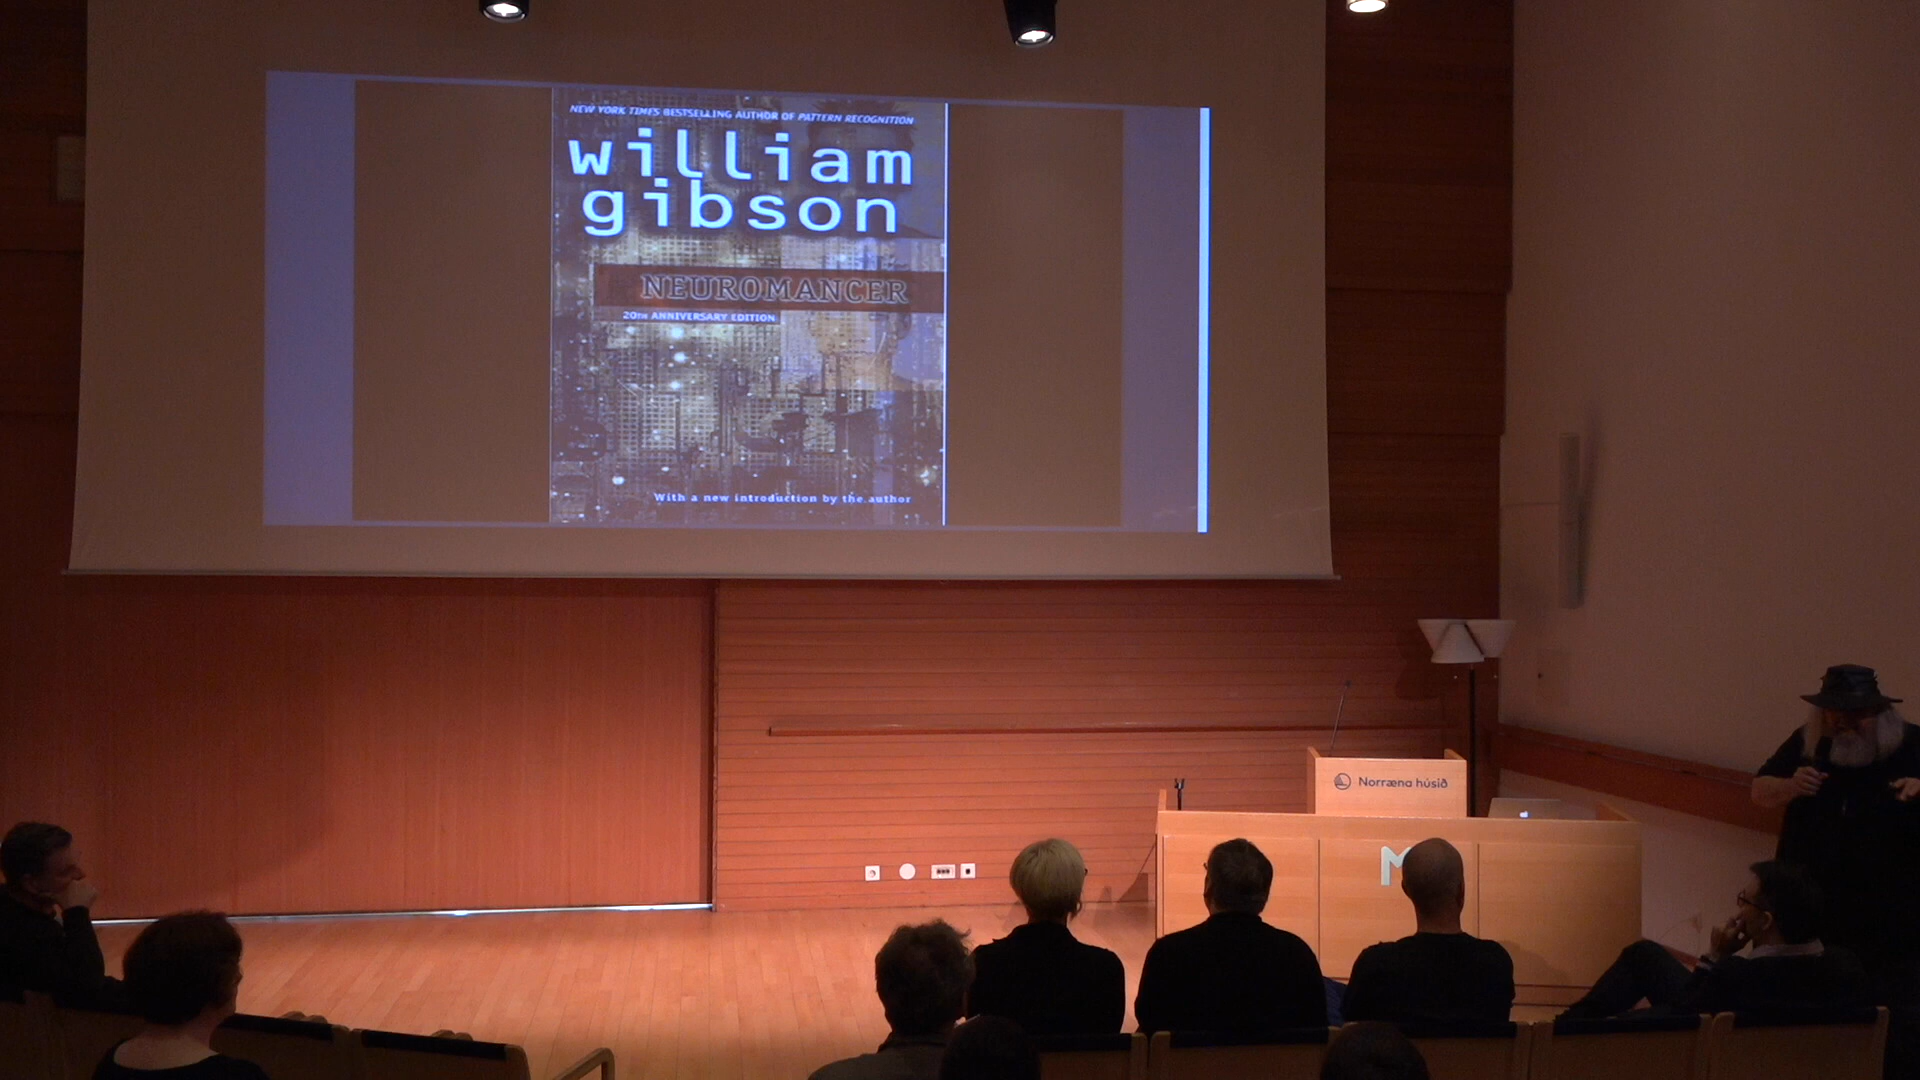 NEW YORK TIMES BESTSELLING AUTHOR OF PATTERN RECOGNITION
william
gibson
NEUROMANCER
20TH ANNIVERSARY EDITION
With a new introduction by the author
Norræna húsið
M